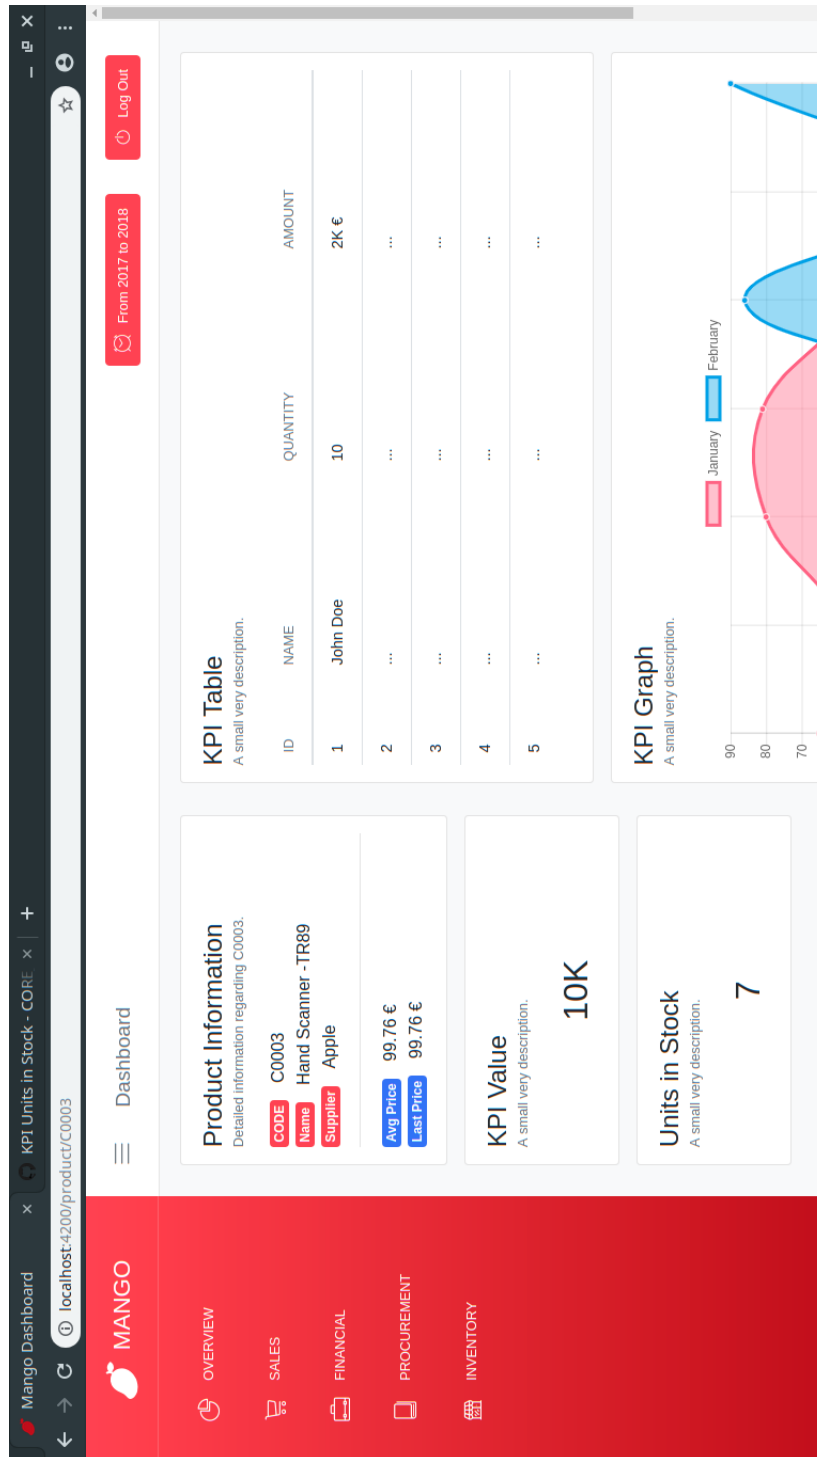 Mango Dashboard
KPI Units in Stock - CORE
localhost:4200/product/C0003
MANGO
Dashboard
From 2017 to 2018
Log Out
OVERVIEW
SALES
FINANCIAL
PROCUREMENT
INVENTORY
Product Information
Detailed information regarding C0003.
CODE C0003
Name Hand Scanner -TR89
Supplier Apple
Avg Price 99.76 €
Last Price 99.76 €
KPI Value
A small very description.
10K
Units in Stock
A small very description.
7
KPI Table
A small very description.
ID NAME QUANTITY AMOUNT
1 John Doe 10 2K €
2 ... ... ...
3 ... ... ...
4 ... ... ...
5 ... ... ...
KPI Graph
A small very description.
January February
90
80
70